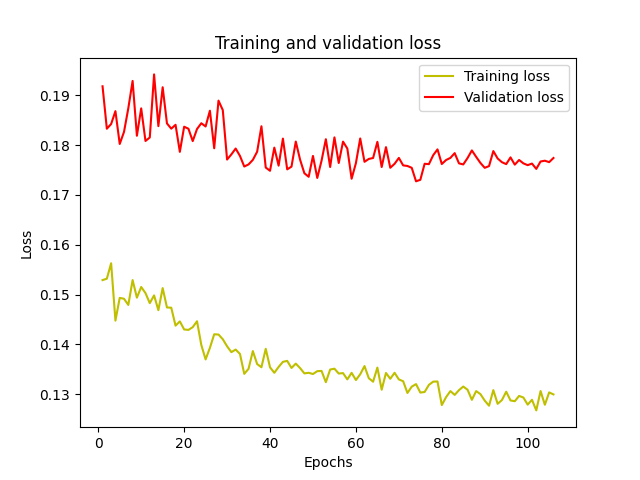 Training and validation loss
Training loss
Validation loss
0.19
0.18
0.17
0.16
0.15
0.14
0.13
Loss
0
20
40
60
80
100
Epochs